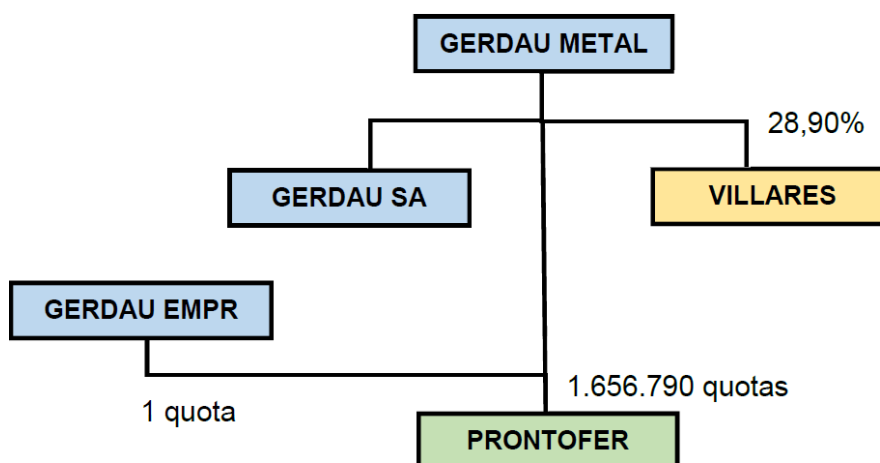 GERDAU METAL
28,90%
GERDAU SA
VILLARES
GERDAU EMPR
1.656.790 quotas
1 quota
PRONTOFER